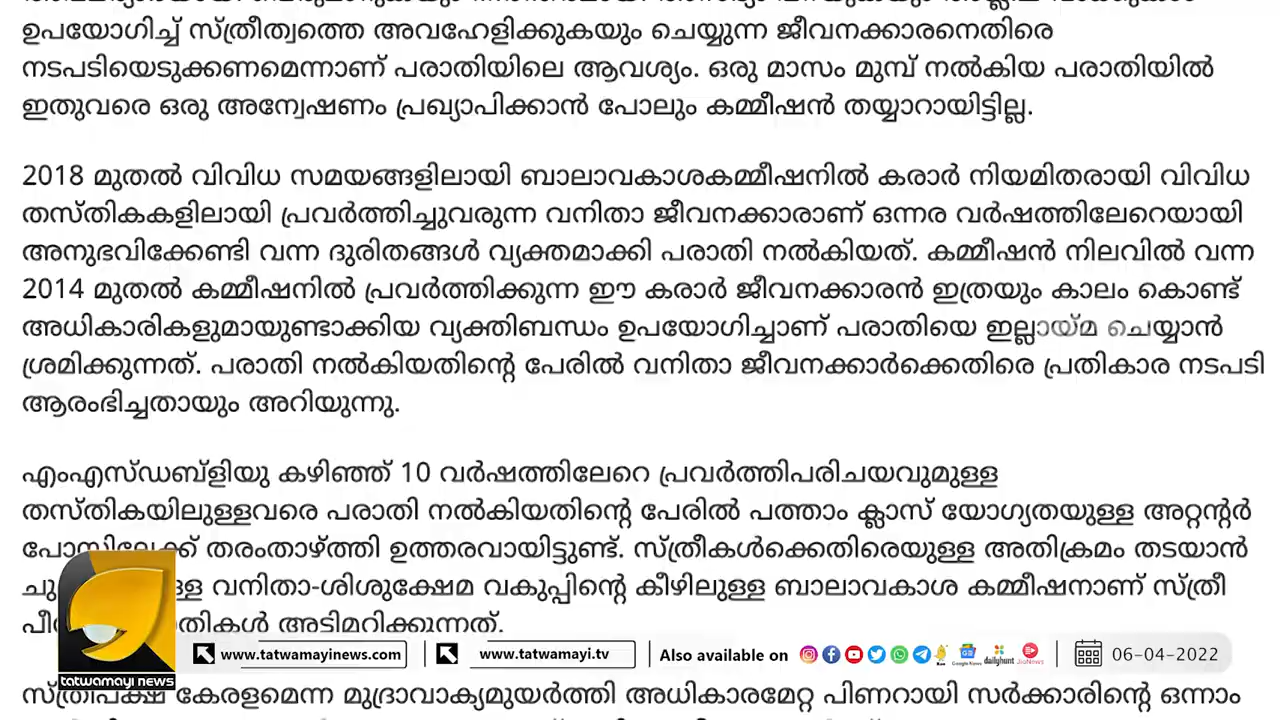 ഉപയോഗിച്ച് സ്ത്രീത്വത്തെ അവഹേളിക്കുകയും ചെയ്യുന്ന ജീവനക്കാരനെതിരെ
നടപടിയെടുക്കണമെന്നാണ് പരാതിയിലെ ആവശ്യം. ഒരു മാസം മുമ്പ് നൽകിയ പരാതിയിൽ
ഇതുവരെ ഒരു അന്വേഷണം പ്രഖ്യാപിക്കാൻ പോലും കമ്മീഷൻ തയ്യാറായിട്ടില്ല.
2018 മുതൽ വിവിധ സമയങ്ങളിലായി ബാലാവകാശകമ്മീഷനിൽ കരാർ നിയമിതരായി വിവിധ
തസ്തികകളിലായി പ്രവർത്തിച്ചുവരുന്ന വനിതാ ജീവനക്കാരാണ് ഒന്നര വർഷത്തിലേറെയായി
അനുഭവിക്കേണ്ടി വന്ന ദുരിതങ്ങൾ വ്യക്തമാക്കി പരാതി നൽകിയത്. കമ്മീഷൻ നിലവിൽ വന്ന
2014 മുതൽ കമ്മീഷനിൽ പ്രവർത്തിക്കുന്ന ഈ കരാർ ജീവനക്കാരൻ ഇത്രയും കാലം കൊണ്ട്
അധികാരികളുമായുണ്ടാക്കിയ വ്യക്തിബന്ധം ഉപയോഗിച്ചാണ് പരാതിയെ ഇല്ലായ്മ ചെയ്യാൻ
ശ്രമിക്കുന്നത്. പരാതി നൽകിയതിന്റെ പേരിൽ വനിതാ ജീവനക്കാർക്കെതിരെ പ്രതികാര നടപടി
ആരംഭിച്ചതായും അറിയുന്നു.
എംഎസ്ഡബ്ളിയു കഴിഞ്ഞ് 10 വർഷത്തിലേറെ പ്രവർത്തിപരിചയവുമുള്ള
തസ്തികയിലുള്ളവരെ പരാതി നൽകിയതിന്റെ പേരിൽ പത്താം ക്ലാസ് യോഗ്യതയുള്ള അറ്റന്റർ
പോസ്റ്റിലേക്ക് തരംതാഴ്ത്തി ഉത്തരവായിട്ടുണ്ട്. സ്ത്രീകൾക്കെതിരെയുള്ള അതിക്രമം തടയാൻ
വനിതാ-ശിശുക്ഷേമ വകുപ്പിന്റെ കീഴിലുള്ള ബാലാവകാശ കമ്മീഷനാണ് സ്ത്രീ
അടിമറിക്കുന്നത്.
tatwamayi news
www.tatwamayinews.com
www.tatwamayi.tv
Also available on
Google News
dailyhunt
JioNews
06-04-2022
സ്ത്രീപക്ഷ കേരളമെന്ന മുദ്രാവാക്യമുയർത്തി അധികാരമേറ്റ പിണറായി സർക്കാരിന്റെ ഒന്നാം